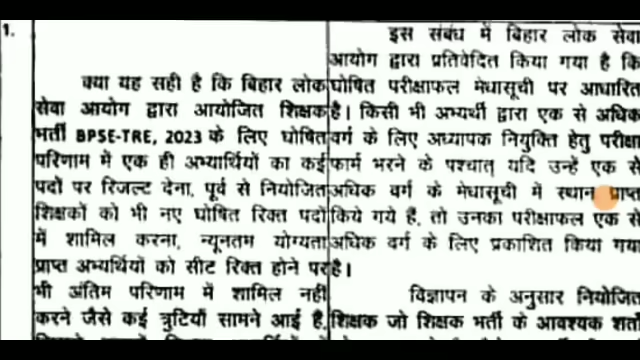 1.
क्या यह सही है कि बिहार लोक
सेवा आयोग द्वारा आयोजित शिक्षक
भर्ती BPSE-TRE, 2023 के लिए घोषित
परिणाम में एक ही अभ्यार्थियों का कई
पदों पर रिजल्ट देना, पूर्व से नियोजित
शिक्षकों को भी नए घोषित रिक्त पदों
में शामिल करना, न्यूनतम योग्यता
प्राप्त अभ्यर्थियों को सीट रिक्त होने पर
भी अंतिम परिणाम में शामिल नहीं
करने जैसे कई त्रुटियाँ सामने आई है,
इस संबंध में बिहार लोक सेवा
आयोग द्वारा प्रतिवेदित किया गया है कि
घोषित परीक्षाफल मेधासूची पर आधारित
है। किसी भी अभ्यर्थी द्वारा एक से अधिक
वर्ग के लिए अध्यापक नियुक्ति हेतु परीक्षा
फार्म भरने के पश्चात् यदि उन्हें एक से
अधिक वर्ग के मेधासूची में स्थान प्राप्त
किये गये हैं, तो उनका परीक्षाफल एक से
अधिक वर्ग के लिए प्रकाशित किया गया
है।
विज्ञापन के अनुसार नियोजित
शिक्षक जो शिक्षक भर्ती के आवश्यक शर्तों